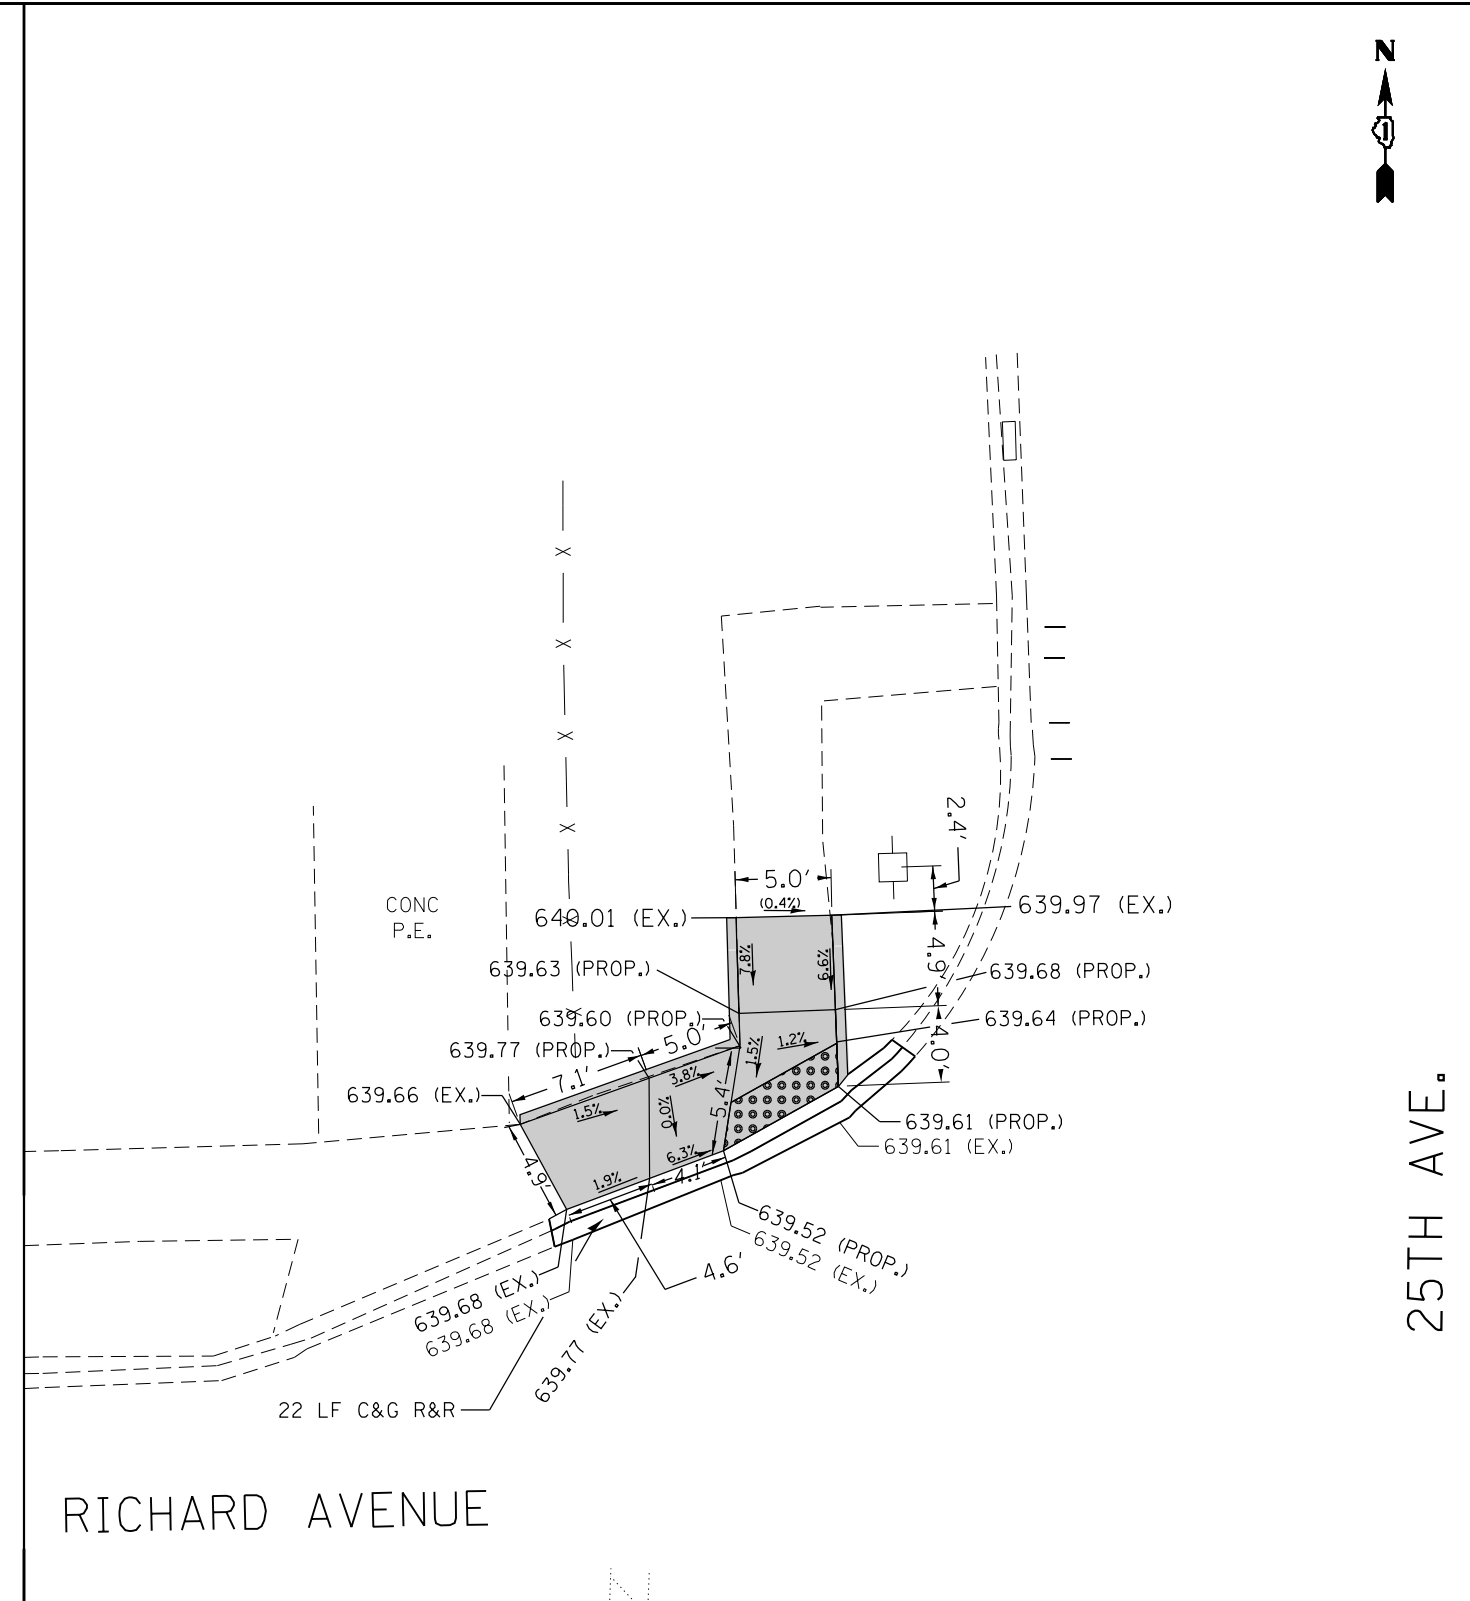 N
1
2.4'
5.0'
(0.4%)
CONC
P.E.
640.01 (EX.)
639.97 (EX.)
7.8%
6.6%
4.9'
639.63 (PROP.)
639.68 (PROP.)
639.60 (PROP.)
639.64 (PROP.)
5.0'
4.0'
639.77 (PROP.)
1.5%
1.2%
7.1'
3.8%
639.66 (EX.)
1.5%
0.0%
5.4'
639.61 (PROP.)
639.61 (EX.)
4.9'
6.3%
1.9%
4.1'
639.52 (PROP.)
639.52 (EX.)
4.6'
639.68 (EX.)
639.68 (EX.)
639.77 (EX.)
22 LF C&G R&R
25TH AVE.
RICHARD AVENUE